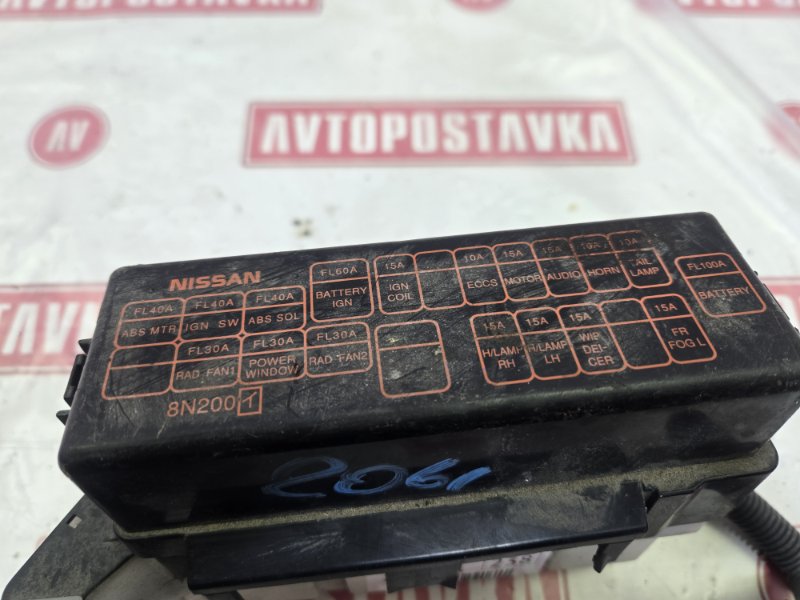 AVTOPOSTAVKA
AV
AVTOPOSTAVKA
NISSAN
FL40A FL40A FL40A FL60A 15A 10A 15A 15A 10A 10A FL100A
ABS MTR IGN SW ABS SOL BATTERY IGN IGN COIL ECCS MOTOR AUDIO HORN TAIL LAMP BATTERY
FL30A FL30A FL30A 15A 15A 15A 15A
RAD FAN1 POWER WINDOW RAD FAN2 H/LAMP RH H/LAMP LH WIP DEI- CER FR FOG L
8N200 1
2061
AV